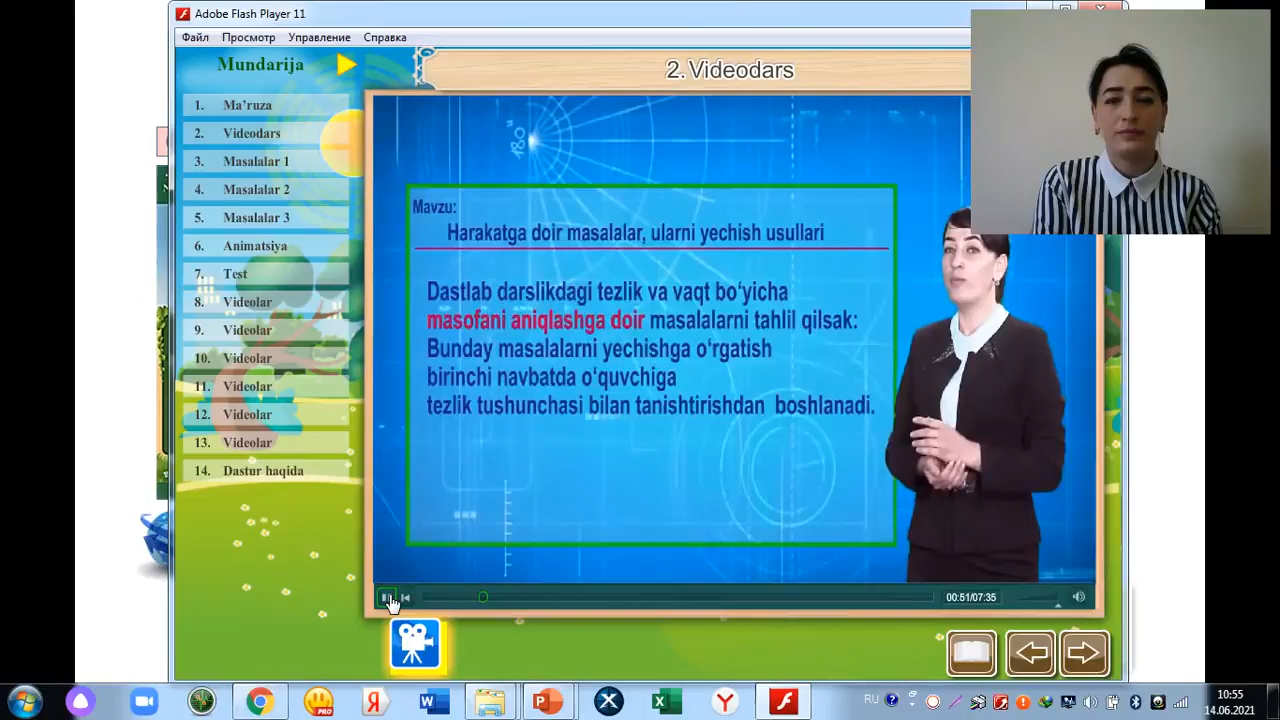 Adobe Flash Player 11
Файл Просмотр Управление Справка
Mundarija
1. Ma’ruza
2. Videodars
3. Masalalar 1
4. Masalalar 2
5. Masalalar 3
6. Animatsiya
7. Test
8. Videolar
9. Videolar
10. Videolar
11. Videolar
12. Videolar
13. Videolar
14. Dastur haqida
2. Videodars
180°
Mavzu:
Harakatga doir masalalar, ularni yechish usullari
Dastlab darslikdagi tezlik va vaqt bo‘yicha
masofani aniqlashga doir masalalarni tahlil qilsak:
Bunday masalalarni yechishga o‘rgatish
birinchi navbatda o‘quvchiga
tezlik tushunchasi bilan tanishtirishdan boshlanadi.
00:51/07:35
PRO
RU
10:55
14.06.2021